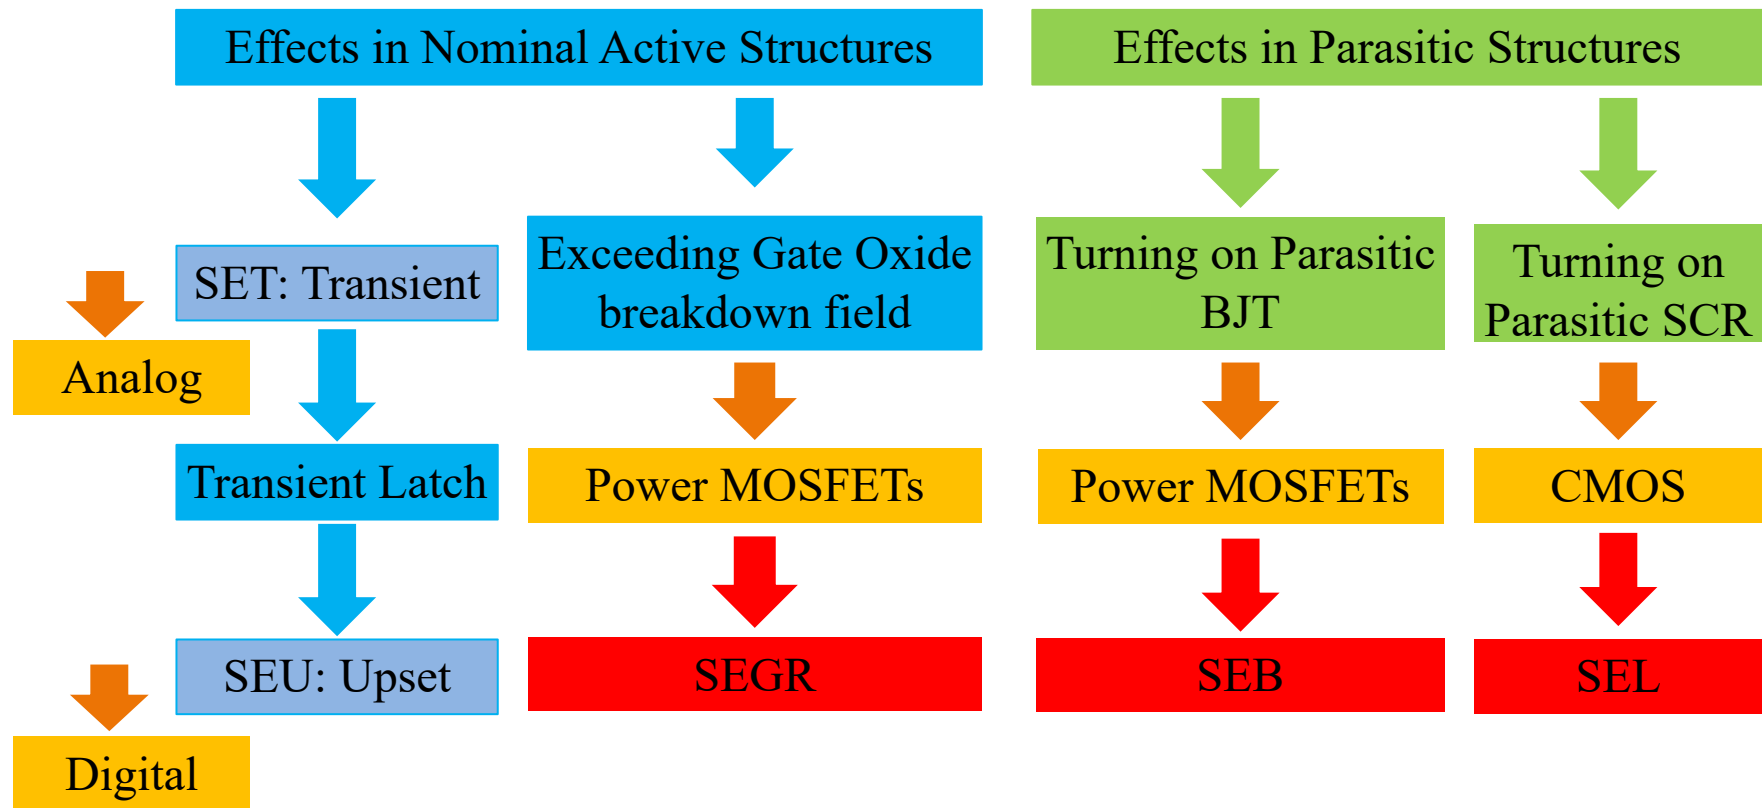 Effects in Nominal Active Structures
Effects in Parasitic Structures
SET: Transient
Exceeding Gate Oxide
breakdown field
Turning on Parasitic
BJT
Turning on
Parasitic SCR
Analog
Transient Latch
Power MOSFETs
Power MOSFETs
CMOS
SEU: Upset
SEGR
SEB
SEL
Digital